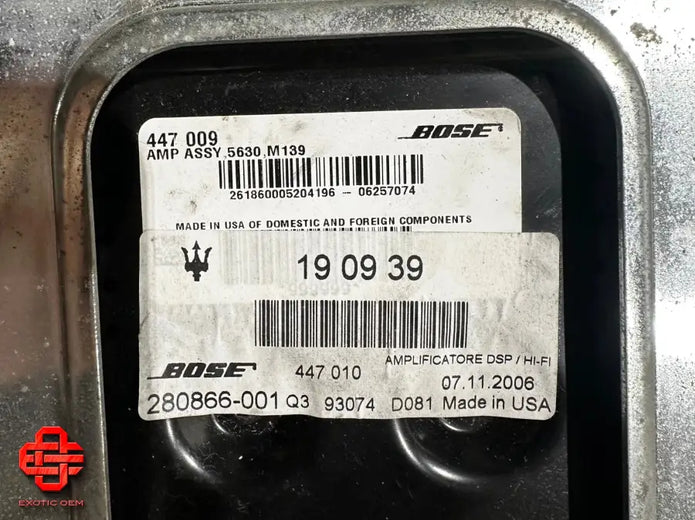 447 009
BOSE
AMP ASSY,5630,M139
261860005204196 -- 06257074
MADE IN USA OF DOMESTIC AND FOREIGN COMPONENTS
19 09 39
BOSE 447 010 AMPLIFICATORE DSP / HI-FI
07.11.2006
280866-001 Q3 93074 D081 Made in USA
EXOTIC OEM